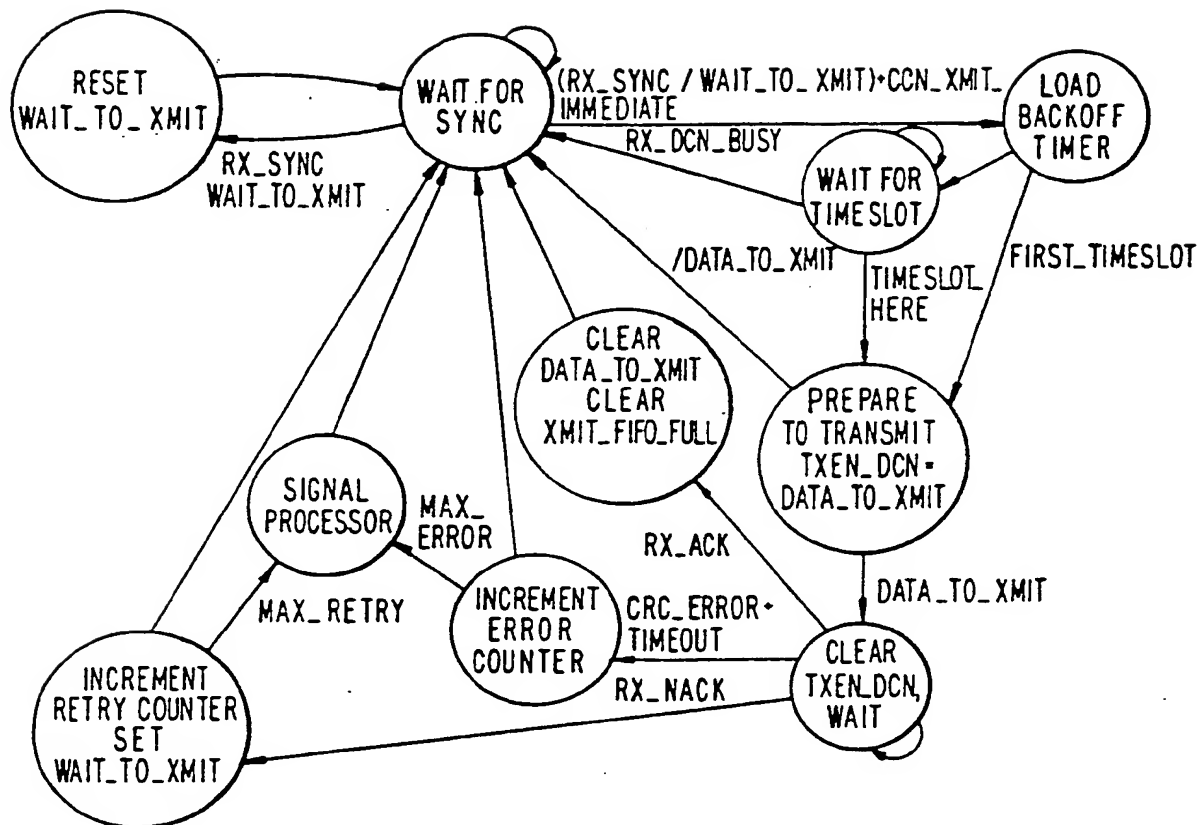 RESET
WAIT_TO_XMIT
WAIT FOR
SYNC
(RX_SYNC / WAIT_TO_XMIT)+CCN_XMIT_
IMMEDIATE
LOAD
BACKOFF
TIMER
RX_DCN_BUSY
RX_SYNC
WAIT_TO_XMIT
WAIT FOR
TIMESLOT
/DATA_TO_XMIT
TIMESLOT_
HERE
FIRST_TIMESLOT
CLEAR
DATA_TO_XMIT
CLEAR
XMIT_FIFO_FULL
PREPARE
TO TRANSMIT
TXEN_DCN=
DATA_TO_XMIT
SIGNAL
PROCESSOR
MAX_
ERROR
RX_ACK
DATA_TO_XMIT
MAX_RETRY
INCREMENT
ERROR
COUNTER
CRC_ERROR+
TIMEOUT
RX_NACK
CLEAR
TXEN_DCN,
WAIT
INCREMENT
RETRY COUNTER
SET
WAIT_TO_XMIT